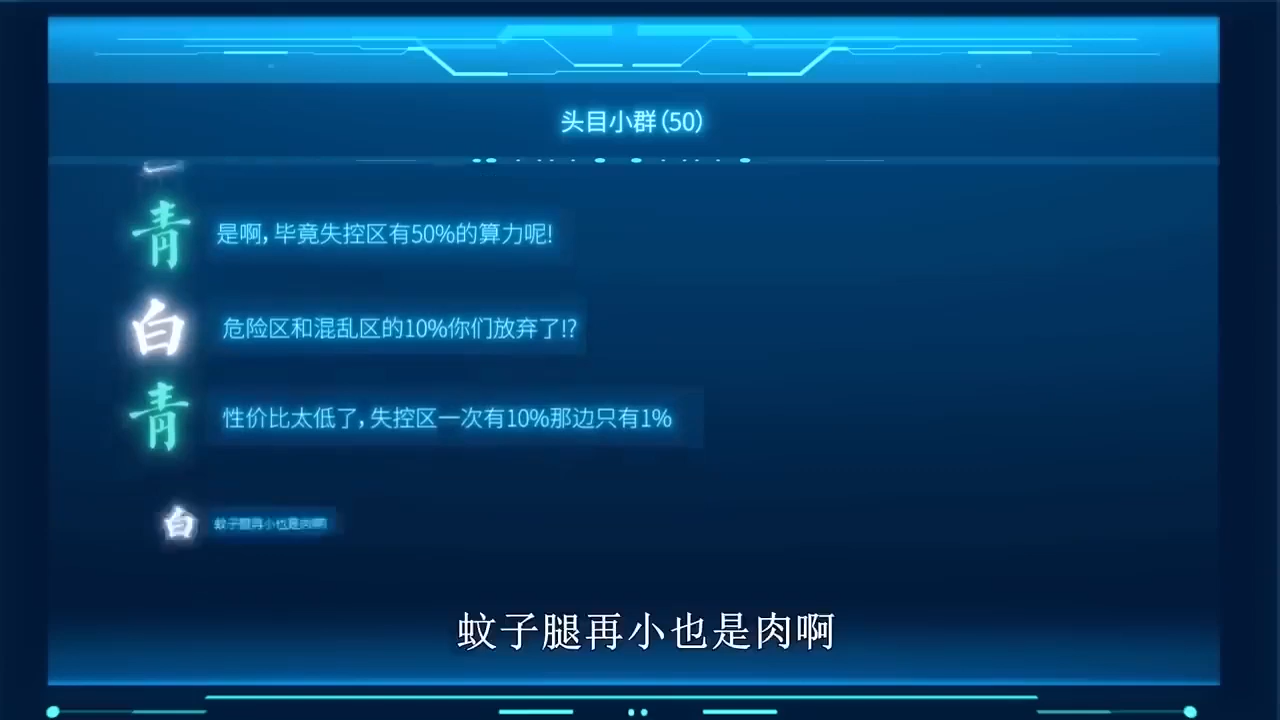 头目小群(50)
青
是啊,毕竟失控区有50%的算力呢!
白
危险区和混乱区的10%你们放弃了!?
青
性价比太低了,失控区一次有10%那边只有1%
白
蚊子腿再小也是肉啊
蚊子腿再小也是肉啊